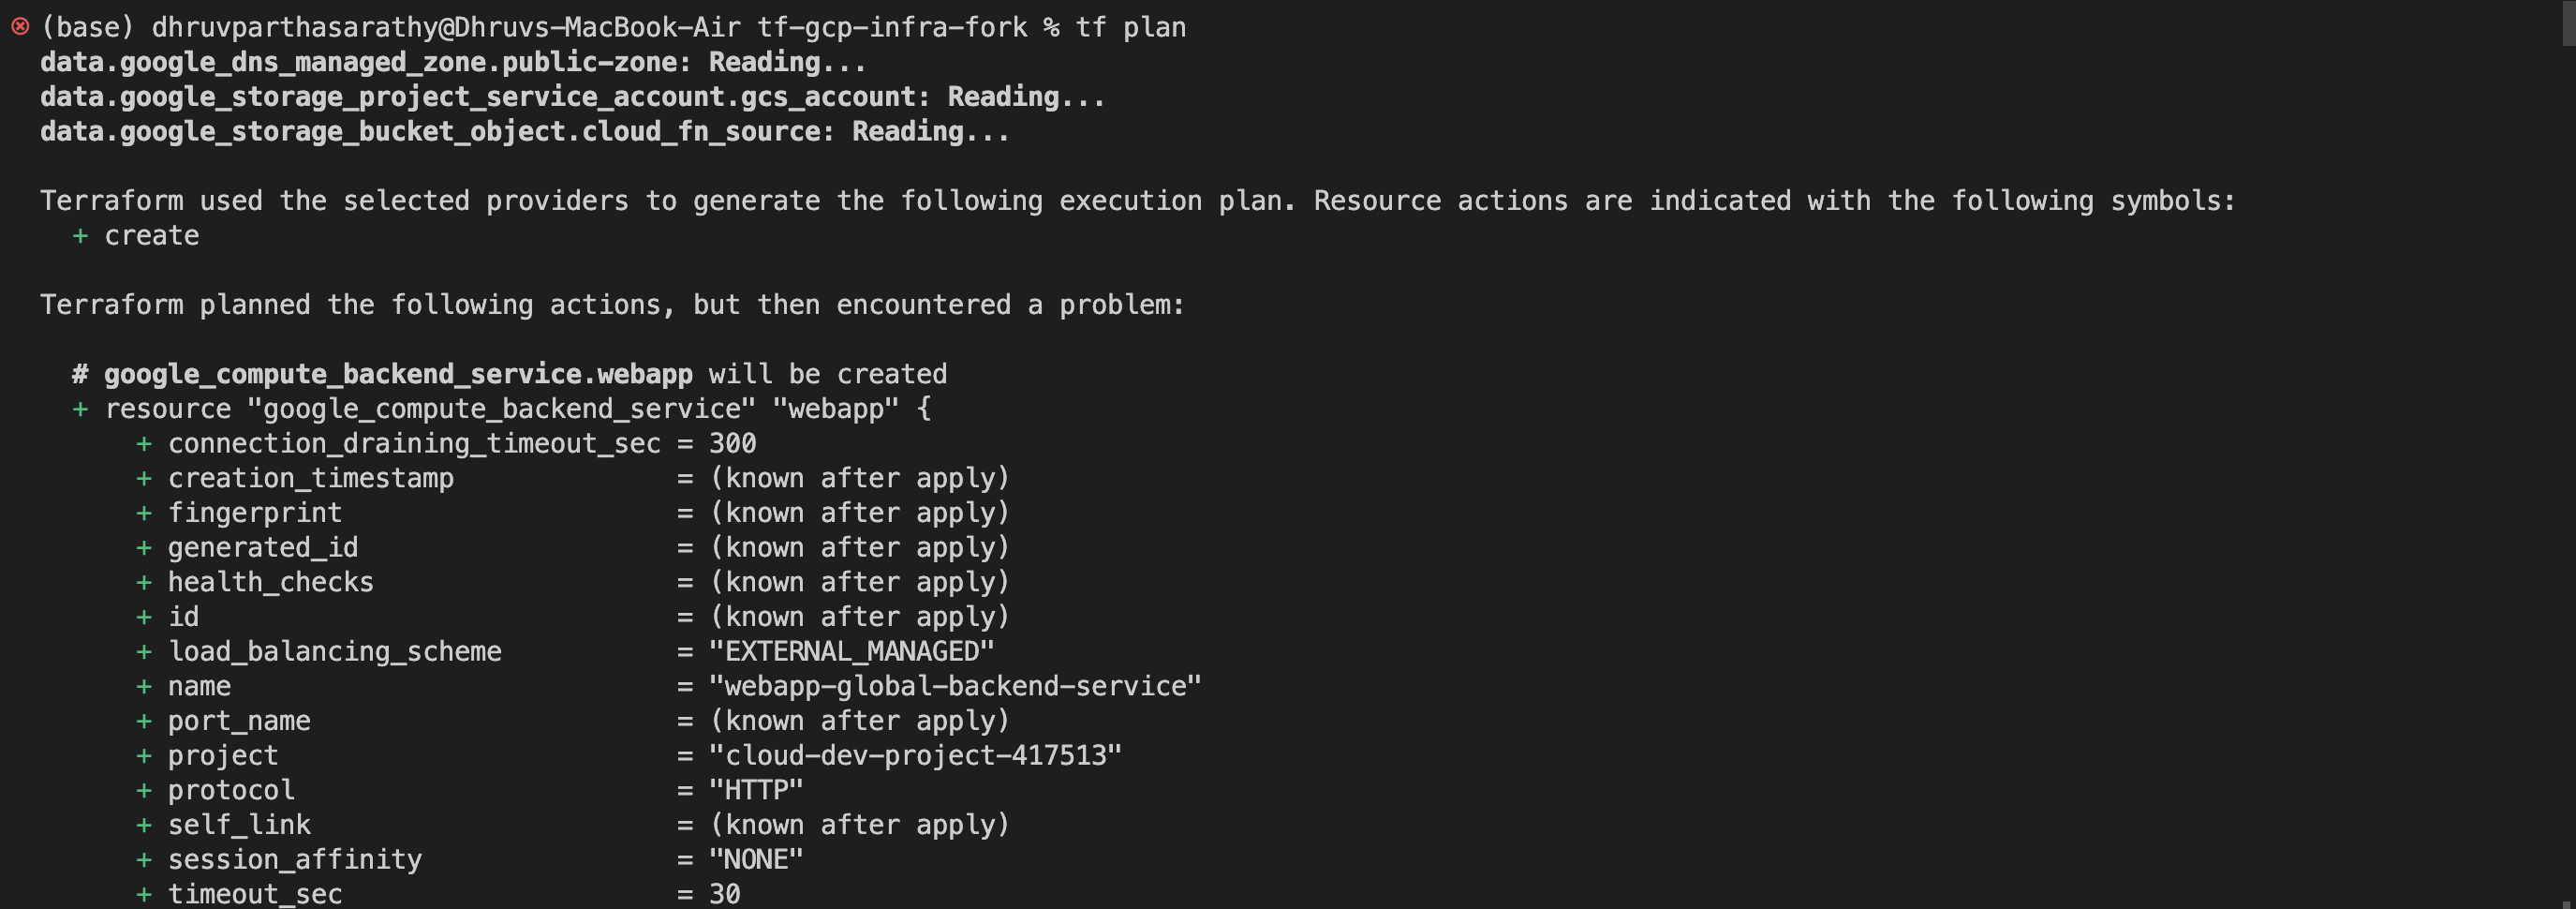 (base) dhruvparthasarathy@Dhruvs-MacBook-Air tf-gcp-infra-fork % tf plan
data.google_dns_managed_zone.public-zone: Reading...
data.google_storage_project_service_account.gcs_account: Reading...
data.google_storage_bucket_object.cloud_fn_source: Reading...

Terraform used the selected providers to generate the following execution plan. Resource actions are indicated with the following symbols:
  + create

Terraform planned the following actions, but then encountered a problem:

  # google_compute_backend_service.webapp will be created
  + resource "google_compute_backend_service" "webapp" {
      + connection_draining_timeout_sec = 300
      + creation_timestamp              = (known after apply)
      + fingerprint                     = (known after apply)
      + generated_id                    = (known after apply)
      + health_checks                   = (known after apply)
      + id                              = (known after apply)
      + load_balancing_scheme           = "EXTERNAL_MANAGED"
      + name                            = "webapp-global-backend-service"
      + port_name                       = (known after apply)
      + project                         = "cloud-dev-project-417513"
      + protocol                        = "HTTP"
      + self_link                       = (known after apply)
      + session_affinity                = "NONE"
      + timeout_sec                     = 30